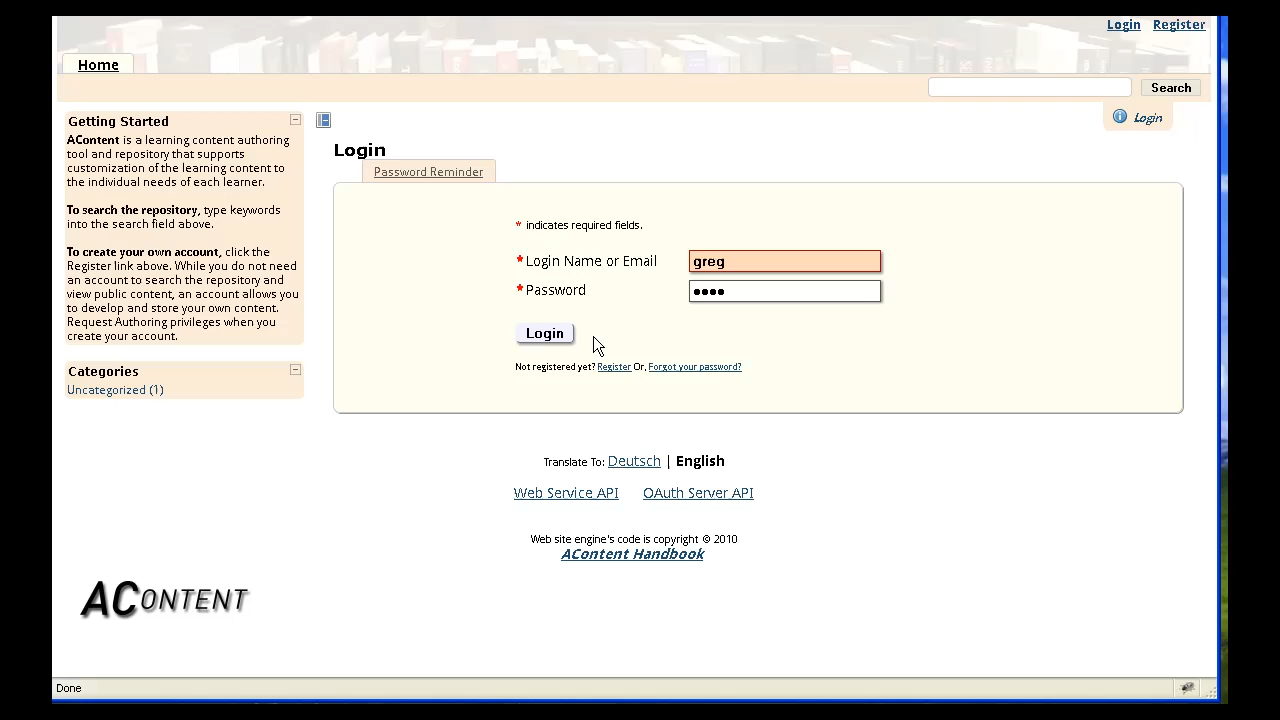 Login Register
Home
Search
Login
Getting Started
AContent is a learning content authoring
tool and repository that supports
customization of the learning content to
the individual needs of each learner.
To search the repository, type keywords
into the search field above.
To create your own account, click the
Register link above. While you do not need
an account to search the repository and
view public content, an account allows you
to develop and store your own content.
Request Authoring privileges when you
create your account.
Categories
Uncategorized (1)
Login
Password Reminder
* indicates required fields.
*Login Name or Email greg
*Password ••••
Login
Not registered yet? Register Or, Forgot your password?
Translate To: Deutsch | English
Web Service API OAuth Server API
Web site engine's code is copyright © 2010
AContent Handbook
ACONTENT
Done